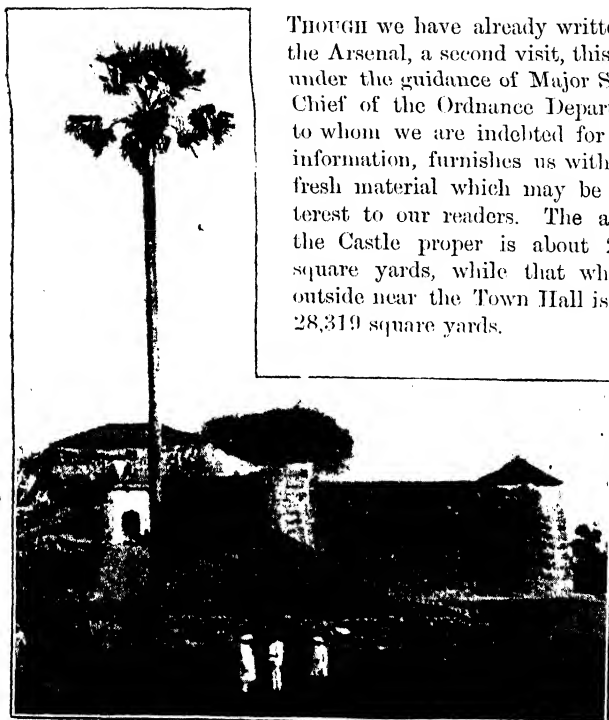 THOUGH we have already writt
the Arsenal, a second visit, this
under the guidance of Major S
Chief of the Ordnance Depar
to whom we are indebted for
information, furnishes us with
fresh material which may be
terest to our readers. The a
the Castle proper is about
square yards, while that wh
outside near the Town Hall is
28,319 square yards.